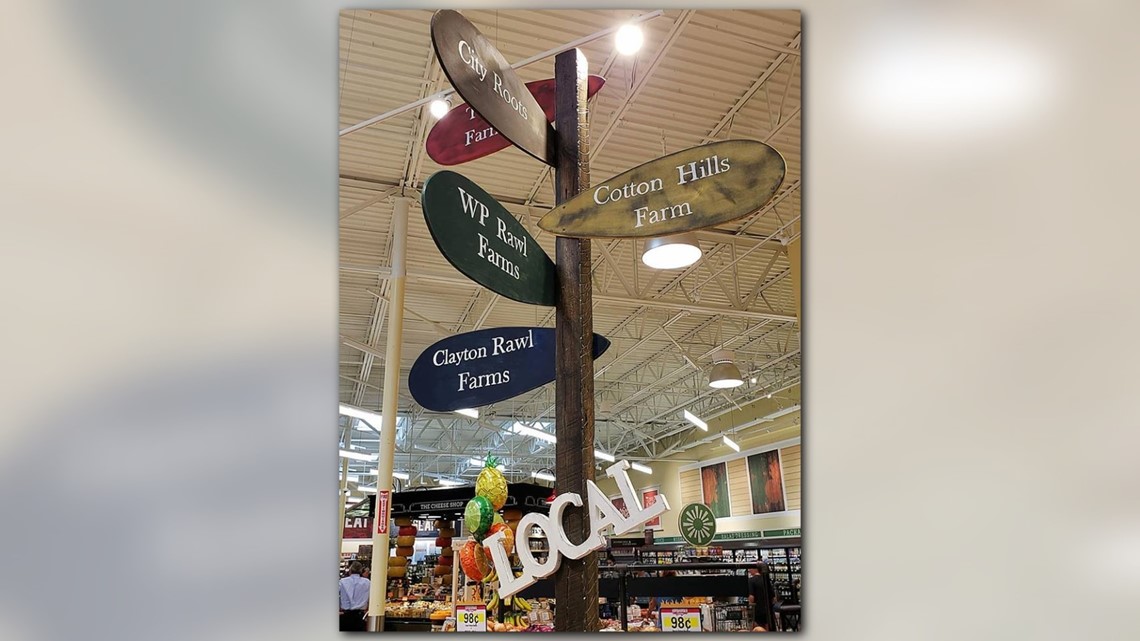 City Roots
Farm
Cotton Hills
Farm
WP Rawl
Farms
Clayton Rawl
Farms
LOCAL
THE CHEESE SHOP
98¢
98¢